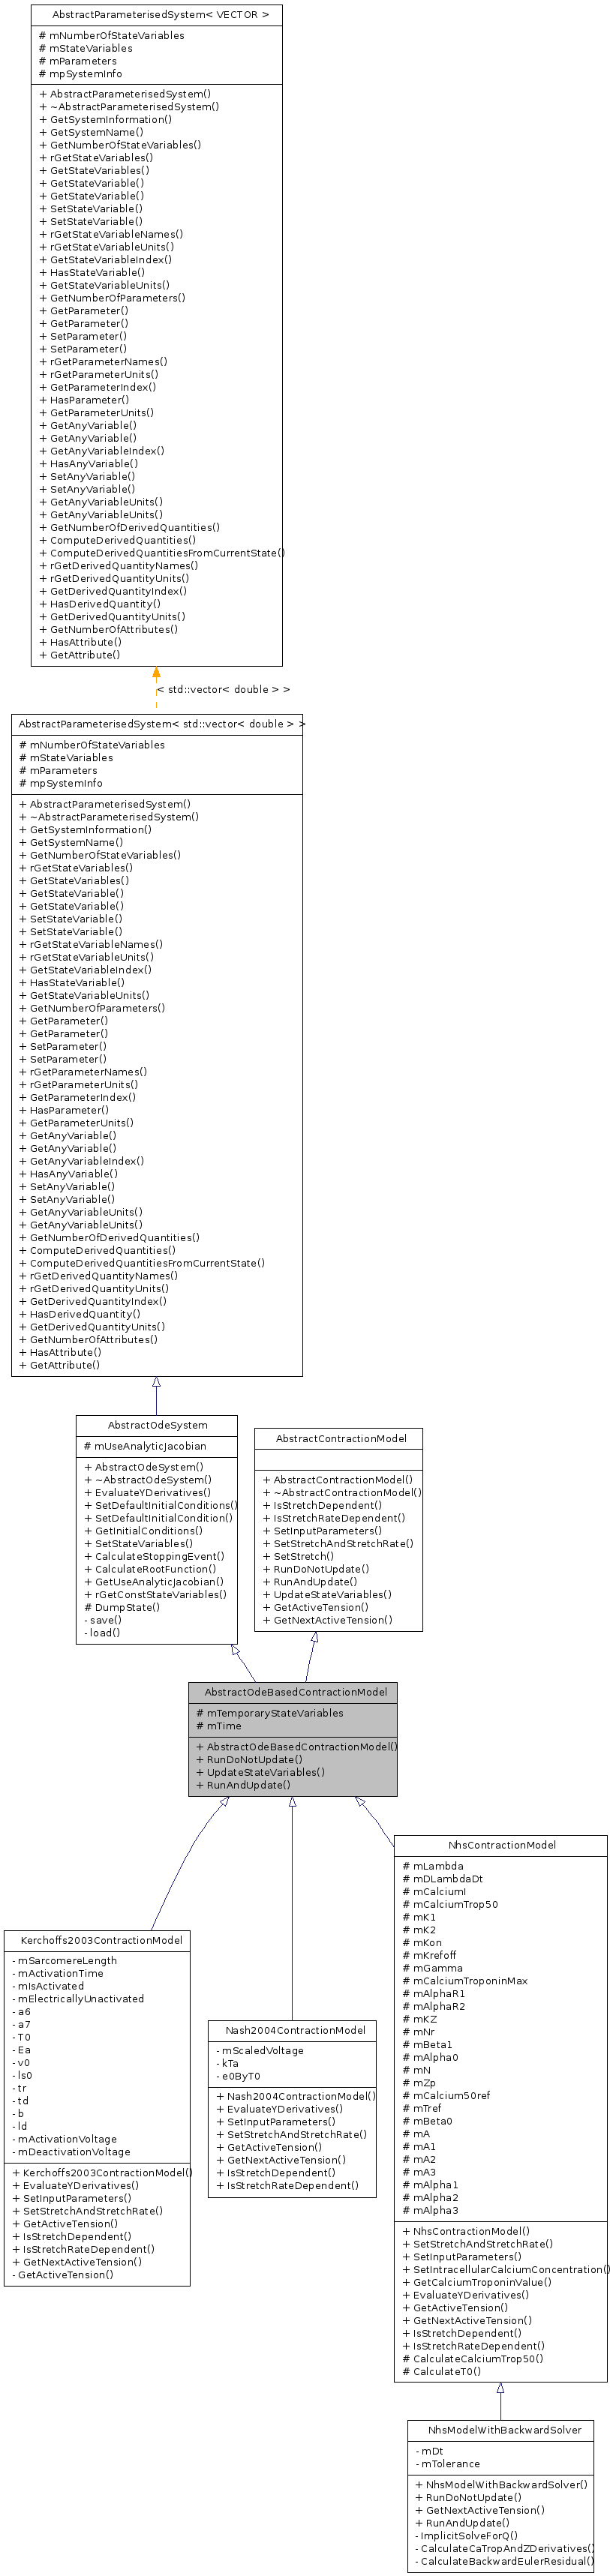 AbstractParameterisedSystem< VECTOR >
# mNumberOfStateVariables
# mStateVariables
# mParameters
# mpSystemInfo
+ AbstractParameterisedSystem()
+ ~AbstractParameterisedSystem()
+ GetSystemInformation()
+ GetSystemName()
+ GetNumberOfStateVariables()
+ rGetStateVariables()
+ GetStateVariables()
+ GetStateVariable()
+ GetStateVariable()
+ SetStateVariable()
+ SetStateVariable()
+ rGetStateVariableNames()
+ rGetStateVariableUnits()
+ GetStateVariableIndex()
+ HasStateVariable()
+ GetStateVariableUnits()
+ GetNumberOfParameters()
+ GetParameter()
+ GetParameter()
+ SetParameter()
+ SetParameter()
+ rGetParameterNames()
+ rGetParameterUnits()
+ GetParameterIndex()
+ HasParameter()
+ GetParameterUnits()
+ GetAnyVariable()
+ GetAnyVariable()
+ GetAnyVariableIndex()
+ HasAnyVariable()
+ SetAnyVariable()
+ SetAnyVariable()
+ GetAnyVariableUnits()
+ GetAnyVariableUnits()
+ GetNumberOfDerivedQuantities()
+ ComputeDerivedQuantities()
+ ComputeDerivedQuantitiesFromCurrentState()
+ rGetDerivedQuantityNames()
+ rGetDerivedQuantityUnits()
+ GetDerivedQuantityIndex()
+ HasDerivedQuantity()
+ GetDerivedQuantityUnits()
+ GetNumberOfAttributes()
+ HasAttribute()
+ GetAttribute()
< std::vector< double > >
AbstractParameterisedSystem< std::vector< double > >
# mNumberOfStateVariables
# mStateVariables
# mParameters
# mpSystemInfo
+ AbstractParameterisedSystem()
+ ~AbstractParameterisedSystem()
+ GetSystemInformation()
+ GetSystemName()
+ GetNumberOfStateVariables()
+ rGetStateVariables()
+ GetStateVariables()
+ GetStateVariable()
+ GetStateVariable()
+ SetStateVariable()
+ SetStateVariable()
+ rGetStateVariableNames()
+ rGetStateVariableUnits()
+ GetStateVariableIndex()
+ HasStateVariable()
+ GetStateVariableUnits()
+ GetNumberOfParameters()
+ GetParameter()
+ GetParameter()
+ SetParameter()
+ SetParameter()
+ rGetParameterNames()
+ rGetParameterUnits()
+ GetParameterIndex()
+ HasParameter()
+ GetParameterUnits()
+ GetAnyVariable()
+ GetAnyVariable()
+ GetAnyVariableIndex()
+ HasAnyVariable()
+ SetAnyVariable()
+ SetAnyVariable()
+ GetAnyVariableUnits()
+ GetAnyVariableUnits()
+ GetNumberOfDerivedQuantities()
+ ComputeDerivedQuantities()
+ ComputeDerivedQuantitiesFromCurrentState()
+ rGetDerivedQuantityNames()
+ rGetDerivedQuantityUnits()
+ GetDerivedQuantityIndex()
+ HasDerivedQuantity()
+ GetDerivedQuantityUnits()
+ GetNumberOfAttributes()
+ HasAttribute()
+ GetAttribute()
AbstractOdeSystem
# mUseAnalyticJacobian
+ AbstractOdeSystem()
+ ~AbstractOdeSystem()
+ EvaluateYDerivatives()
+ SetDefaultInitialConditions()
+ SetDefaultInitialCondition()
+ GetInitialConditions()
+ SetStateVariables()
+ CalculateStoppingEvent()
+ CalculateRootFunction()
+ GetUseAnalyticJacobian()
+ rGetConstStateVariables()
# DumpState()
- save()
- load()
AbstractContractionModel
+ AbstractContractionModel()
+ ~AbstractContractionModel()
+ IsStretchDependent()
+ IsStretchRateDependent()
+ SetInputParameters()
+ SetStretchAndStretchRate()
+ SetStretch()
+ RunDoNotUpdate()
+ RunAndUpdate()
+ UpdateStateVariables()
+ GetActiveTension()
+ GetNextActiveTension()
AbstractOdeBasedContractionModel
# mTemporaryStateVariables
# mTime
+ AbstractOdeBasedContractionModel()
+ RunDoNotUpdate()
+ UpdateStateVariables()
+ RunAndUpdate()
Kerchoffs2003ContractionModel
- mSarcomereLength
- mActivationTime
- mIsActivated
- mElectricallyUnactivated
- a6
- a7
- T0
- Ea
- v0
- ls0
- tr
- td
- b
- ld
- mActivationVoltage
- mDeactivationVoltage
+ Kerchoffs2003ContractionModel()
+ EvaluateYDerivatives()
+ SetInputParameters()
+ SetStretchAndStretchRate()
+ GetActiveTension()
+ IsStretchDependent()
+ IsStretchRateDependent()
+ GetNextActiveTension()
- GetActiveTension()
Nash2004ContractionModel
- mScaledVoltage
- kTa
- e0ByT0
+ Nash2004ContractionModel()
+ EvaluateYDerivatives()
+ SetInputParameters()
+ SetStretchAndStretchRate()
+ GetActiveTension()
+ GetNextActiveTension()
+ IsStretchDependent()
+ IsStretchRateDependent()
NhsContractionModel
# mLambda
# mDLambdaDt
# mCalciumI
# mCalciumTrop50
# mK1
# mK2
# mKon
# mKrefoff
# mGamma
# mCalciumTroponinMax
# mAlphaR1
# mAlphaR2
# mKZ
# mNr
# mBeta1
# mAlpha0
# mN
# mZp
# mCalcium50ref
# mTref
# mBeta0
# mA
# mA1
# mA2
# mA3
# mAlpha1
# mAlpha2
# mAlpha3
+ NhsContractionModel()
+ SetStretchAndStretchRate()
+ SetInputParameters()
+ SetIntracellularCalciumConcentration()
+ GetCalciumTroponinValue()
+ EvaluateYDerivatives()
+ GetActiveTension()
+ GetNextActiveTension()
+ IsStretchDependent()
+ IsStretchRateDependent()
# CalculateCalciumTrop50()
# CalculateT0()
NhsModelWithBackwardSolver
- mDt
- mTolerance
+ NhsModelWithBackwardSolver()
+ RunDoNotUpdate()
+ GetNextActiveTension()
+ RunAndUpdate()
- ImplicitSolveForQ()
- CalculateCaTropAndZDerivatives()
- CalculateBackwardEulerResidual()